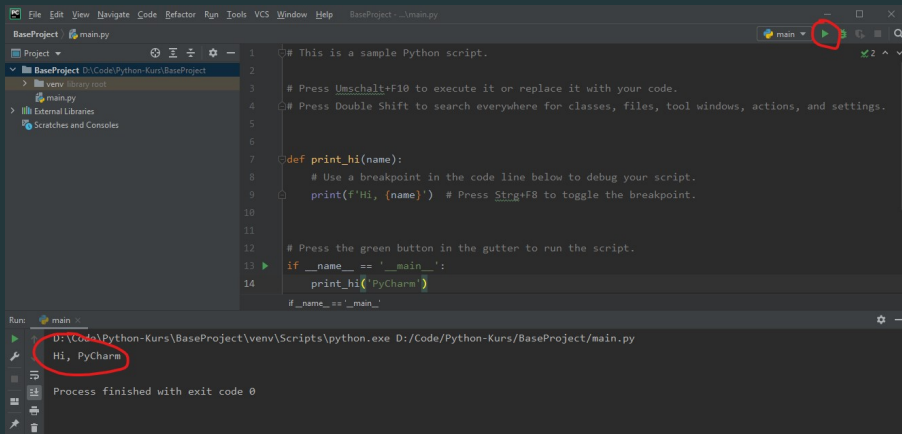 PC File Edit View Navigate Code Refactor Run Tools VCS Window Help BaseProject - ...\main.py
BaseProject main.py main
Project
BaseProject D:\Code\Python-Kurs\BaseProject
venv library root
main.py
External Libraries
Scratches and Consoles
1 # This is a sample Python script. 2
2
3 # Press Umschalt+F10 to execute it or replace it with your code.
4 # Press Double Shift to search everywhere for classes, files, tool windows, actions, and settings.
5
6
7 def print_hi(name):
8 # Use a breakpoint in the code line below to debug your script.
9 print(f'Hi, {name}') # Press Strg+F8 to toggle the breakpoint.
10
11
12 # Press the green button in the gutter to run the script.
13 if __name__ == '__main__':
14 print_hi('PyCharm')
if __name__ == '__main__'
Run: main
D:\Code\Python-Kurs\BaseProject\venv\Scripts\python.exe D:/Code/Python-Kurs/BaseProject/main.py
Hi, PyCharm
Process finished with exit code 0